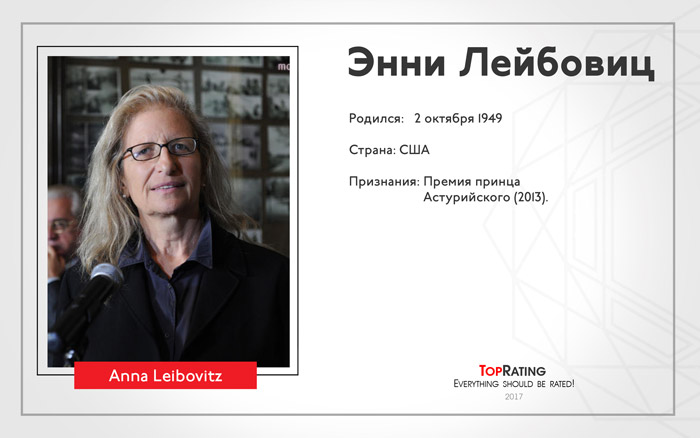 Энни Лейбовиц
Родился: 2 октября 1949
Страна: США
Признания: Премия принца
Астурийского (2013).
Anna Leibovitz
TOPRATING
EVERYTHING SHOULD BE RATED!
2017